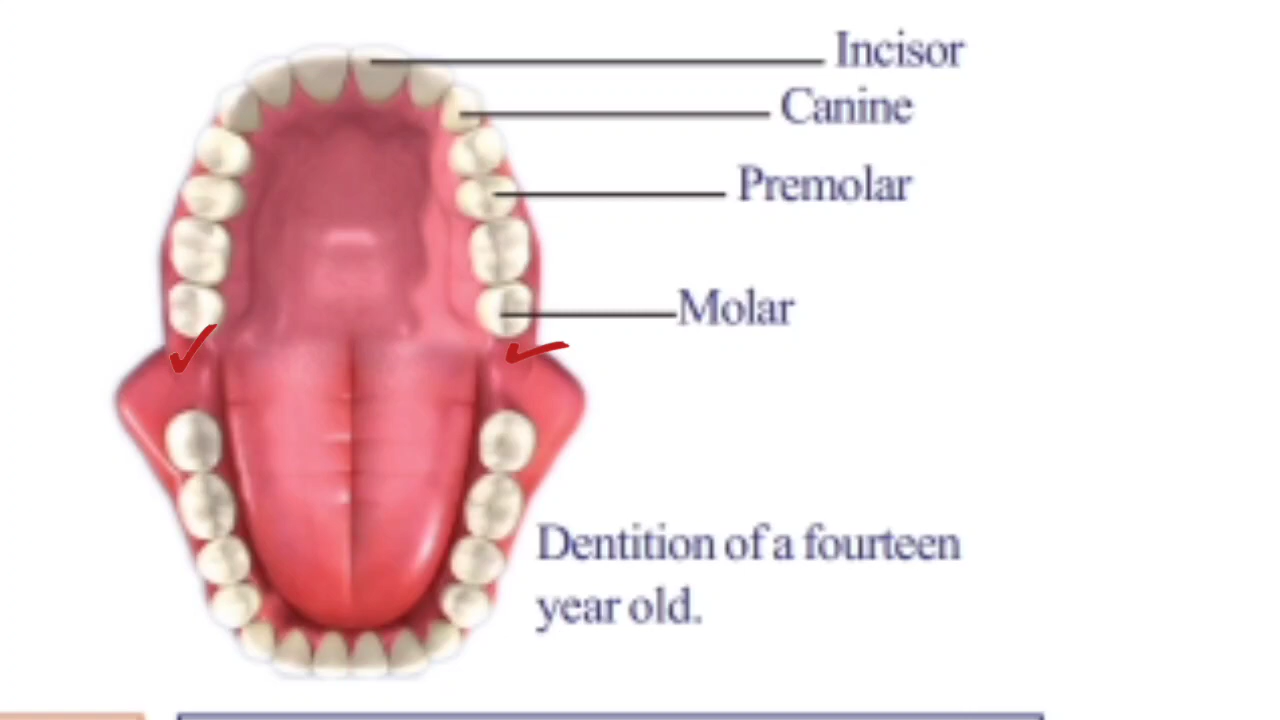 Incisor
Canine
Premolar
Molar
Dentition of a fourteen
year old.